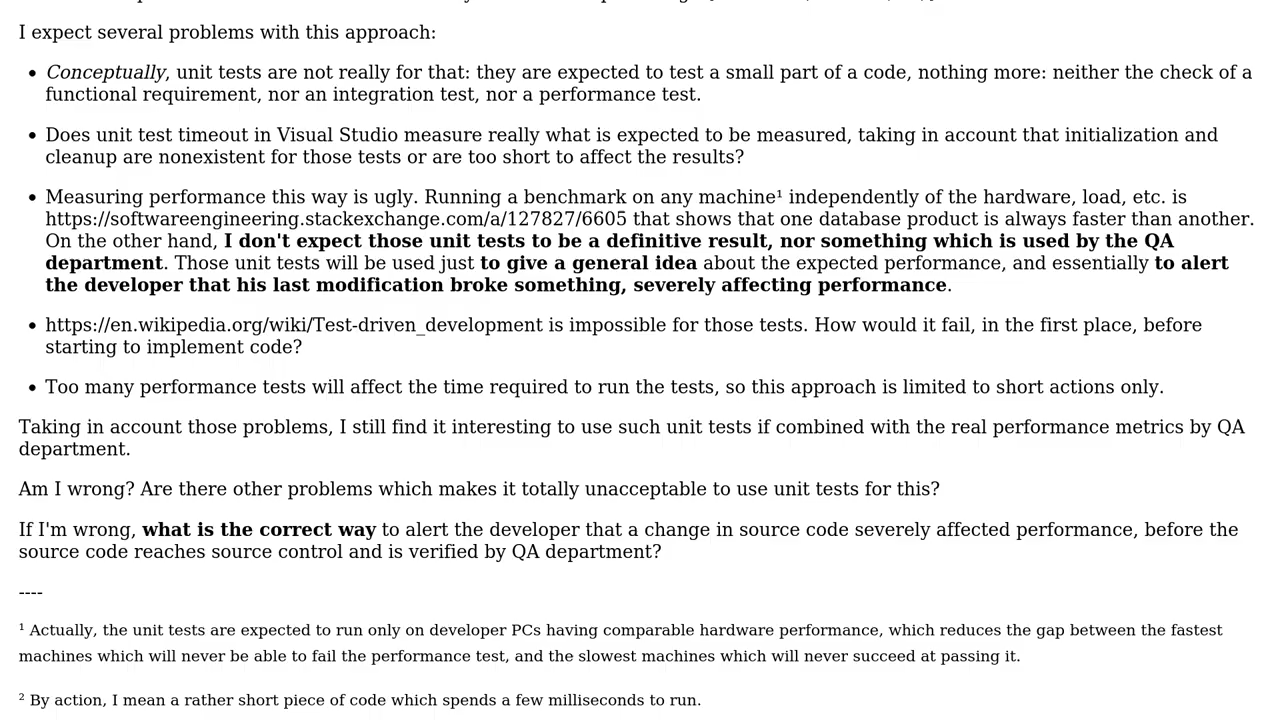 I expect several problems with this approach:
• Conceptually, unit tests are not really for that: they are expected to test a small part of a code, nothing more: neither the check of a
functional requirement, nor an integration test, nor a performance test.
• Does unit test timeout in Visual Studio measure really what is expected to be measured, taking in account that initialization and
cleanup are nonexistent for those tests or are too short to affect the results?
• Measuring performance this way is ugly. Running a benchmark on any machine¹ independently of the hardware, load, etc. is
https://softwareengineering.stackexchange.com/a/127827/6605 that shows that one database product is always faster than another.
On the other hand, I don't expect those unit tests to be a definitive result, nor something which is used by the QA
department. Those unit tests will be used just to give a general idea about the expected performance, and essentially to alert
the developer that his last modification broke something, severely affecting performance.
• https://en.wikipedia.org/wiki/Test-driven_development is impossible for those tests. How would it fail, in the first place, before
starting to implement code?
• Too many performance tests will affect the time required to run the tests, so this approach is limited to short actions only.
Taking in account those problems, I still find it interesting to use such unit tests if combined with the real performance metrics by QA
department.
Am I wrong? Are there other problems which makes it totally unacceptable to use unit tests for this?
If I'm wrong, what is the correct way to alert the developer that a change in source code severely affected performance, before the
source code reaches source control and is verified by QA department?
----
¹ Actually, the unit tests are expected to run only on developer PCs having comparable hardware performance, which reduces the gap between the fastest
machines which will never be able to fail the performance test, and the slowest machines which will never succeed at passing it.
² By action, I mean a rather short piece of code which spends a few milliseconds to run.